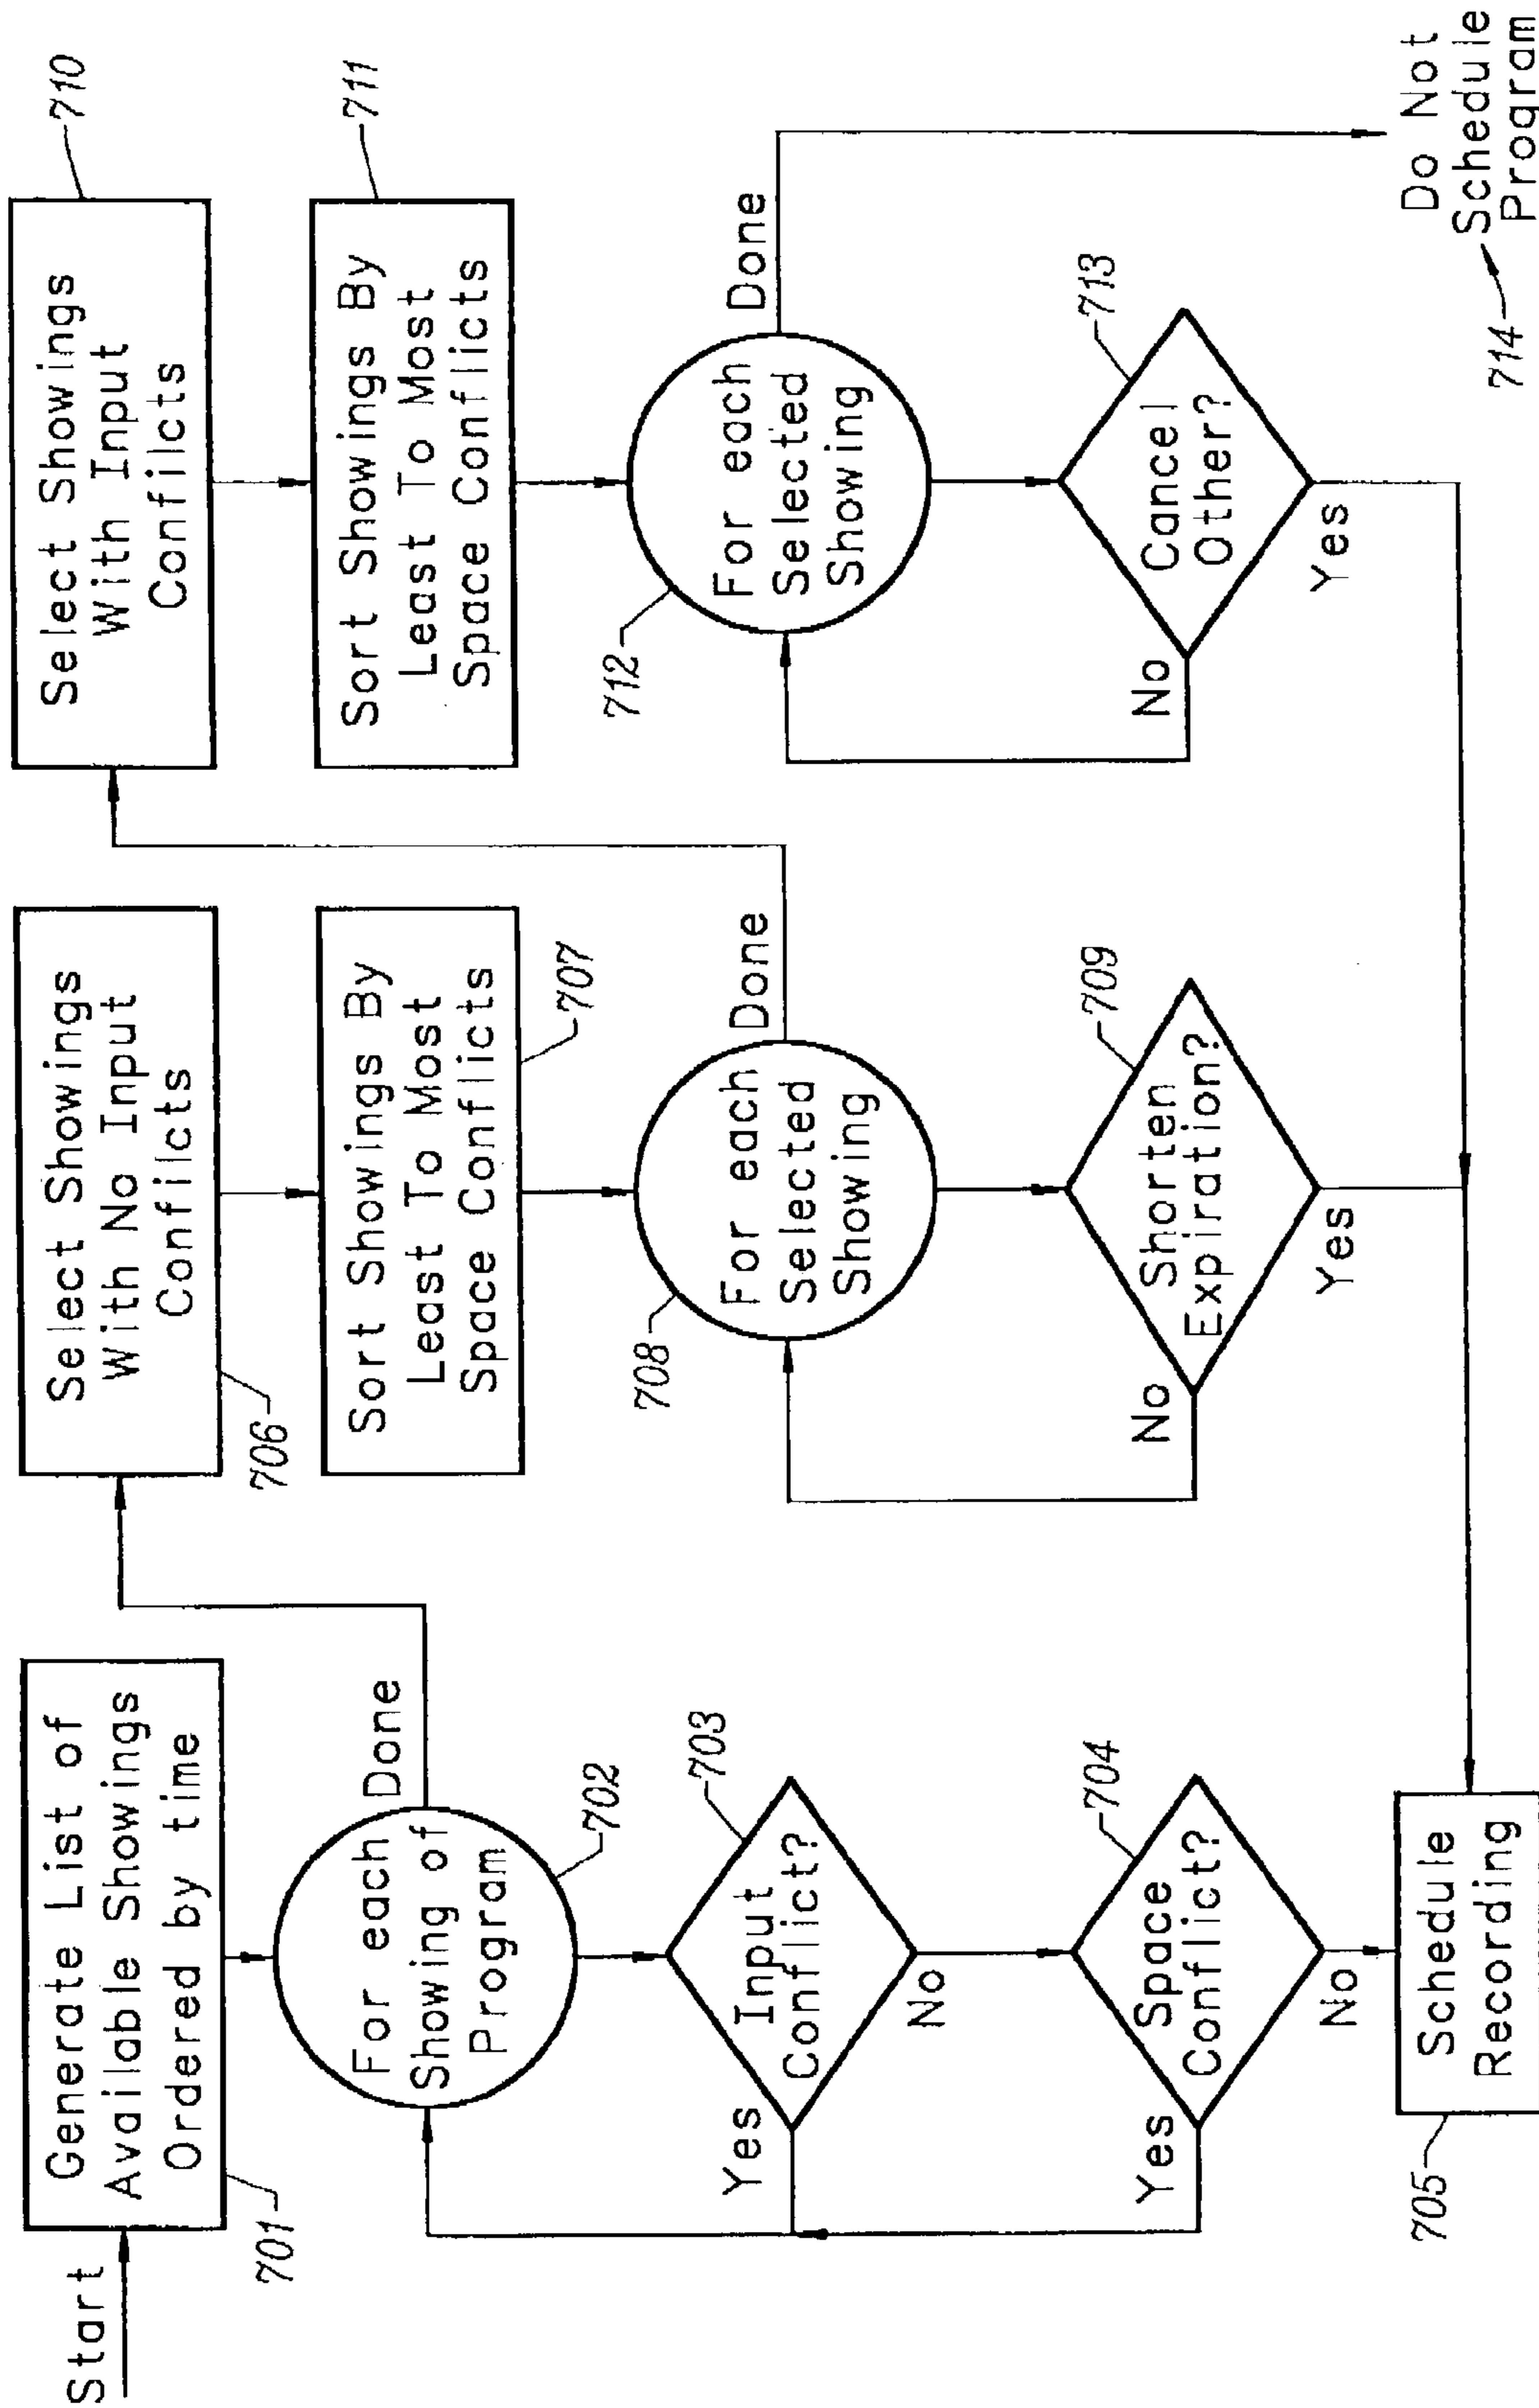 Start
Generate List of
Available Showings
Ordered by time
701
For each
Showing of
Program
Done
702
Input
Conflict?
703
Yes
No
Space
Conflict?
704
Yes
No
Schedule
Recording
705
Select Showings
With No Input
Confilcts
706
Sort Showings By
Least To Most
Space Conflicts
707
For each
Selected
Showing
Done
708
Shorten
Expiration?
709
No
Yes
Select Showings
With Input
Confilcts
710
Sort Showings By
Least To Most
Space Conflicts
711
For each
Selected
Showing
Done
712
Cancel
Other?
713
No
Yes
Do Not
Schedule
Program
714